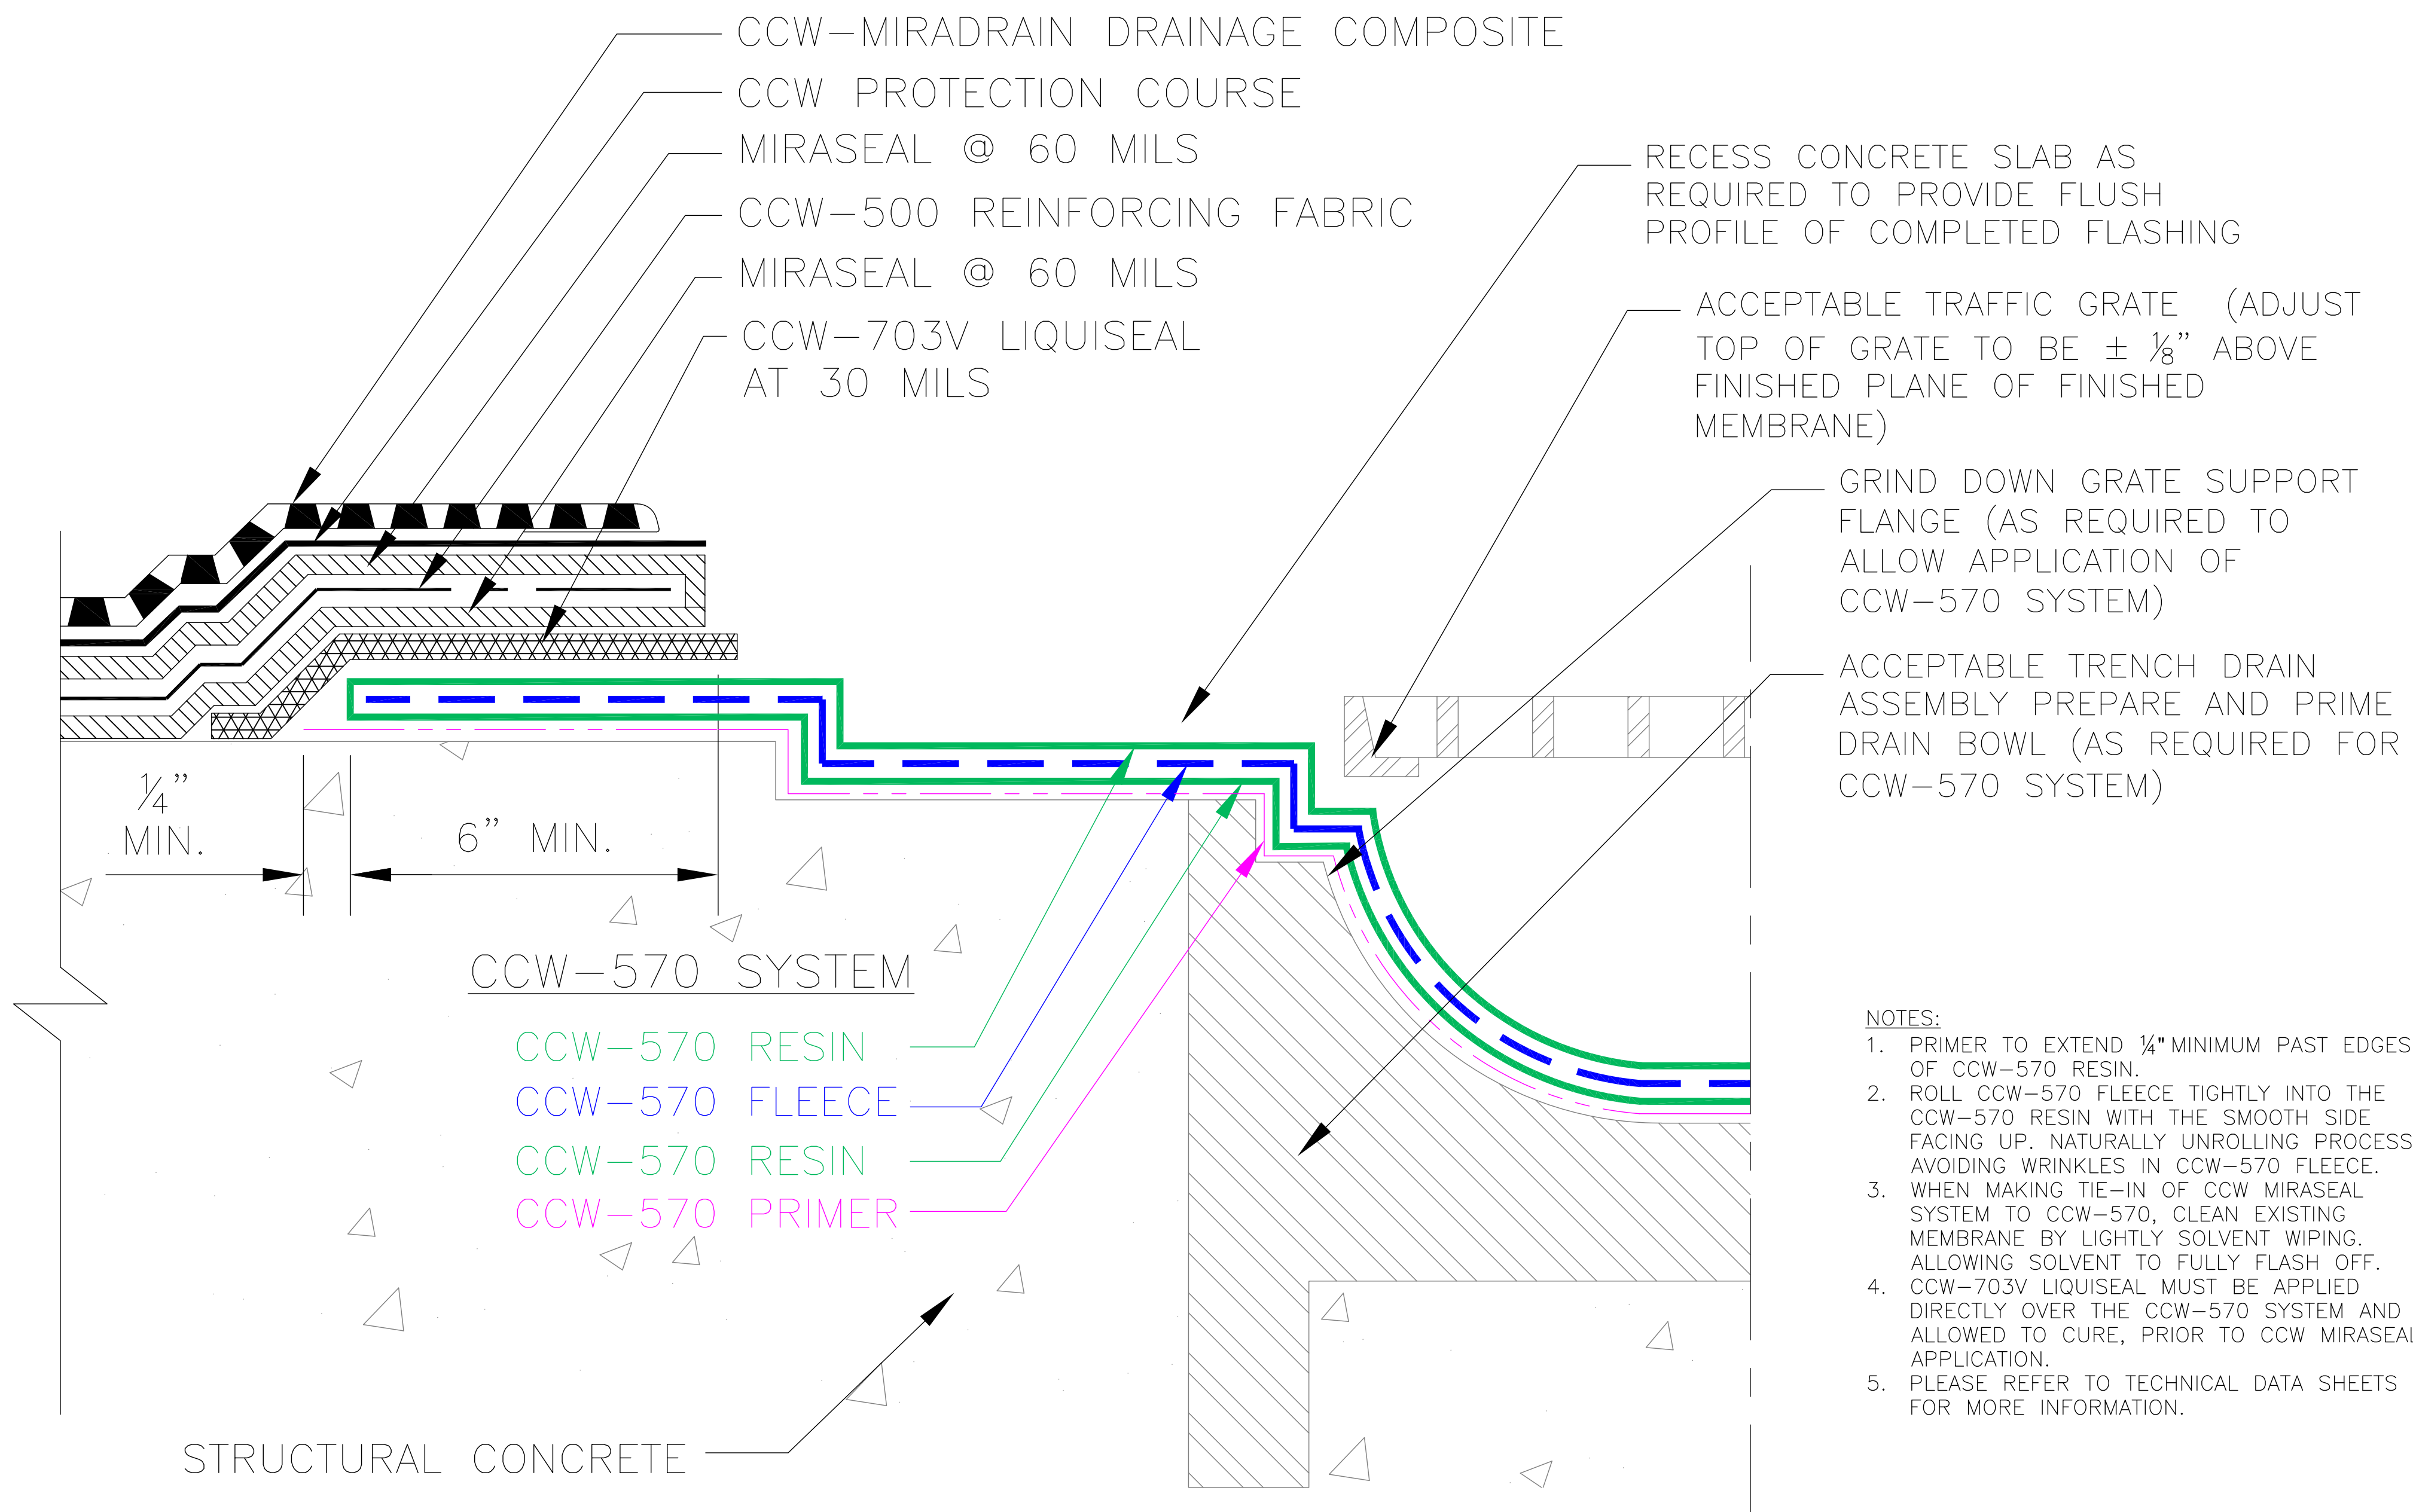 CCW-MIRADRAIN DRAINAGE COMPOSITE
CCW PROTECTION COURSE
MIRASEAL @ 60 MILS
CCW-500 REINFORCING FABRIC
MIRASEAL @ 60 MILS
CCW-703V LIQUISEAL
AT 30 MILS
RECESS CONCRETE SLAB AS
REQUIRED TO PROVIDE FLUSH
PROFILE OF COMPLETED FLASHING
ACCEPTABLE TRAFFIC GRATE (ADJUST
TOP OF GRATE TO BE ± ⅛” ABOVE
FINISHED PLANE OF FINISHED
MEMBRANE)
GRIND DOWN GRATE SUPPORT
FLANGE (AS REQUIRED TO
ALLOW APPLICATION OF
CCW-570 SYSTEM)
ACCEPTABLE TRENCH DRAIN
ASSEMBLY PREPARE AND PRIME
DRAIN BOWL (AS REQUIRED FOR
CCW-570 SYSTEM)
¼”
MIN.
6” MIN.
CCW-570 SYSTEM
CCW-570 RESIN
CCW-570 FLEECE
CCW-570 RESIN
CCW-570 PRIMER
STRUCTURAL CONCRETE
NOTES:
1. PRIMER TO EXTEND ¼" MINIMUM PAST EDGES
OF CCW-570 RESIN.
2. ROLL CCW-570 FLEECE TIGHTLY INTO THE
CCW-570 RESIN WITH THE SMOOTH SIDE
FACING UP. NATURALLY UNROLLING PROCESS
AVOIDING WRINKLES IN CCW-570 FLEECE.
3. WHEN MAKING TIE-IN OF CCW MIRASEAL
SYSTEM TO CCW-570, CLEAN EXISTING
MEMBRANE BY LIGHTLY SOLVENT WIPING.
ALLOWING SOLVENT TO FULLY FLASH OFF.
4. CCW-703V LIQUISEAL MUST BE APPLIED
DIRECTLY OVER THE CCW-570 SYSTEM AND
ALLOWED TO CURE, PRIOR TO CCW MIRASEAL
APPLICATION.
5. PLEASE REFER TO TECHNICAL DATA SHEETS
FOR MORE INFORMATION.